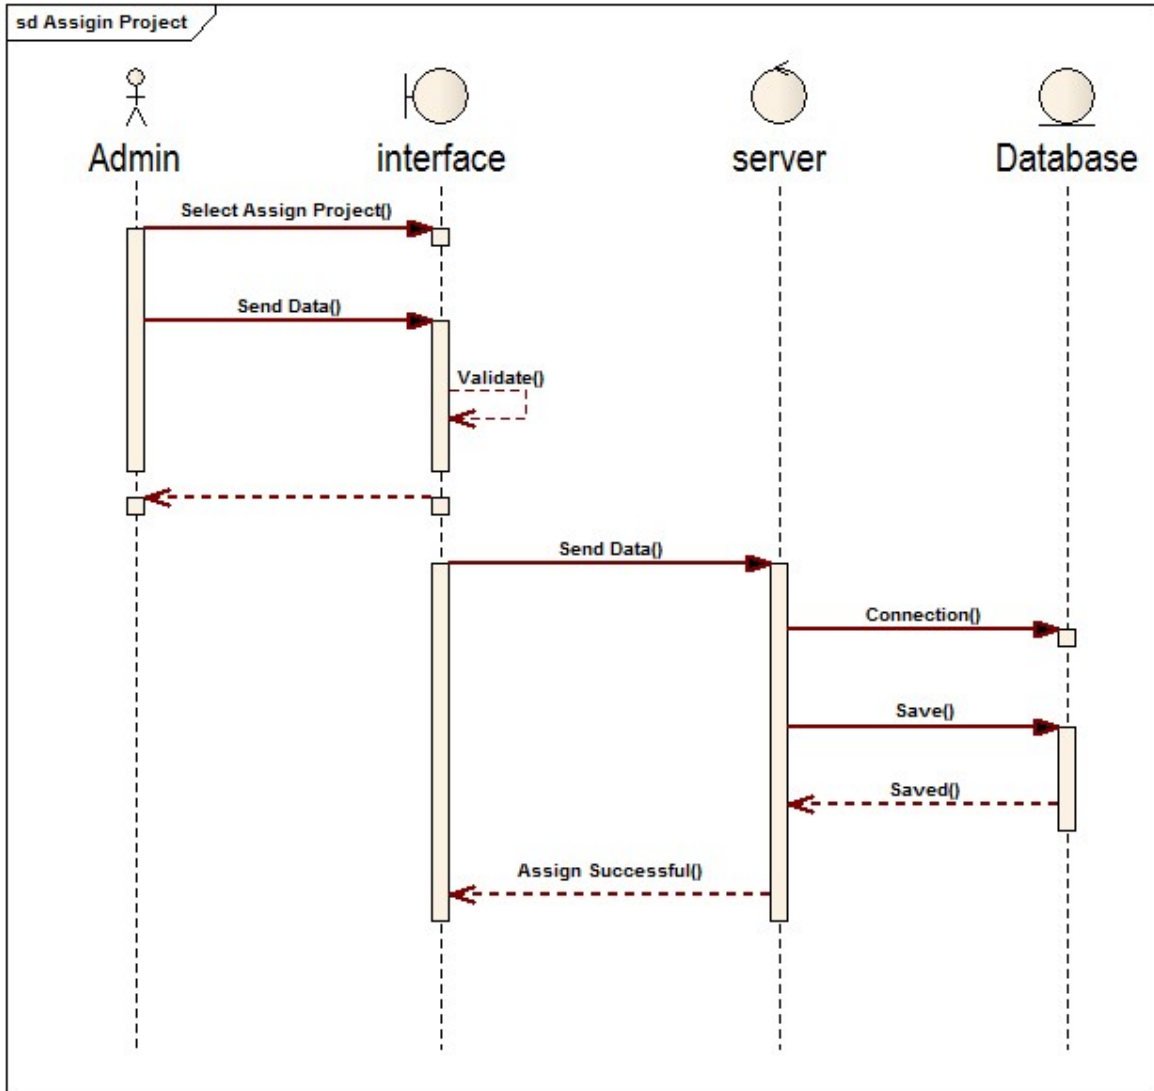 sd Assigin Project
Admin
interface
server
Database
Select Assign Project()
Send Data()
Validate()
Send Data()
Connection()
Save()
Saved()
Assign Successful()